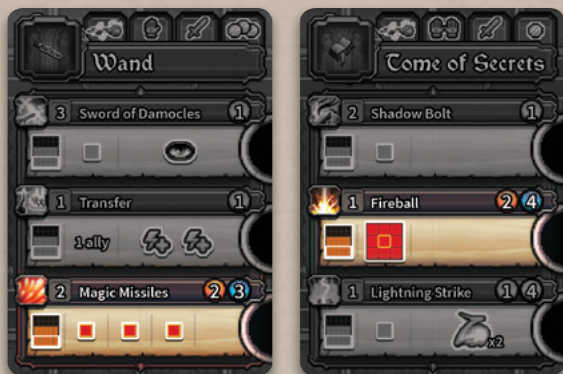 Wand
3 Sword of Damocles 1
1 Transfer 1
1 ally
2 Magic Missiles 2 3
Tome of Secrets
2 Shadow Bolt 1
1 Fireball 2 4
1 Lightning Strike 1 4
x2